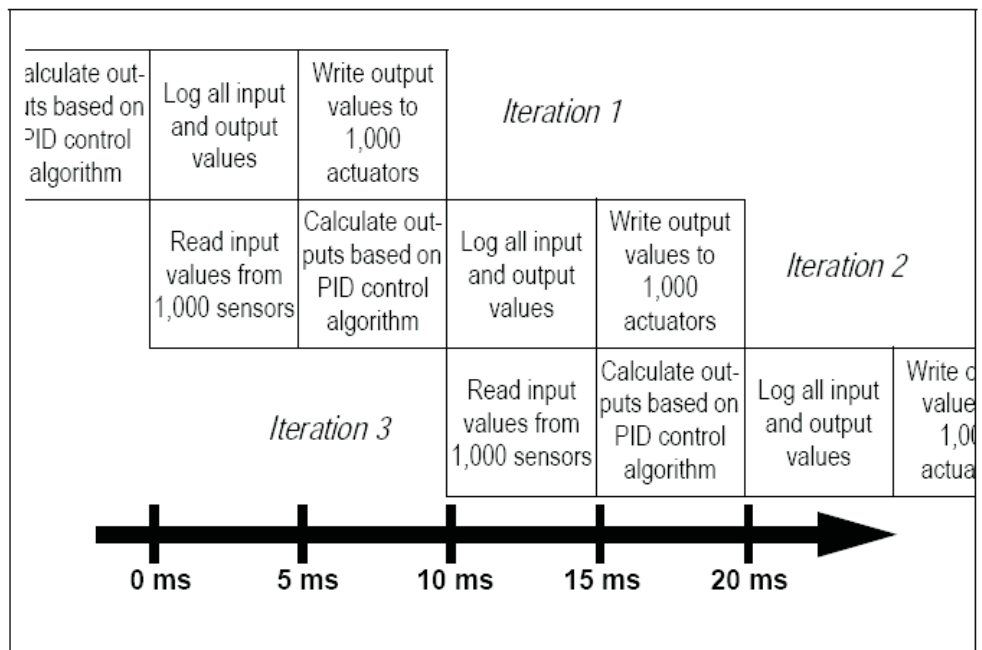 alculate out-
uts based on
PID control
algorithm
Log all input
and output
values
Write output
values to
1,000
actuators
Iteration 1
Read input
values from
1,000 sensors
Calculate out-
puts based on
PID control
algorithm
Log all input
and output
values
Write output
values to
1,000
actuators
Iteration 2
Iteration 3
Read input
values from
1,000 sensors
Calculate out-
puts based on
PID control
algorithm
Log all input
and output
values
Write o
value
1,00
actua
0 ms
5 ms
10 ms
15 ms
20 ms